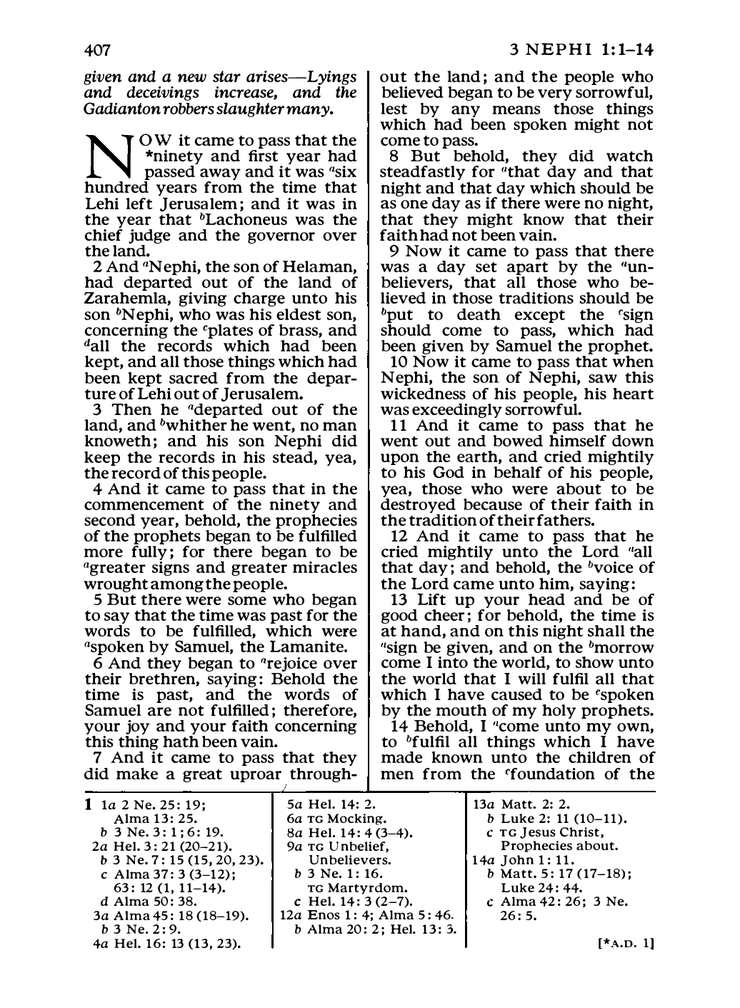 407
3 NEPHI 1:1–14
given and a new star arises—Lyings
and deceivings increase, and the
Gadianton robbers slaughter many.
NOW it came to pass that the
*ninety and first year had
passed away and it was ᵃsix
hundred years from the time that
Lehi left Jerusalem; and it was in
the year that ᵇLachoneus was the
chief judge and the governor over
the land.
2 And ᵃNephi, the son of Helaman,
had departed out of the land of
Zarahemla, giving charge unto his
son ᵇNephi, who was his eldest son,
concerning the ᶜplates of brass, and
ᵈall the records which had been
kept, and all those things which had
been kept sacred from the depar-
ture of Lehi out of Jerusalem.
3 Then he ᵃdeparted out of the
land, and ᵇwhither he went, no man
knoweth; and his son Nephi did
keep the records in his stead, yea,
the record of this people.
4 And it came to pass that in the
commencement of the ninety and
second year, behold, the prophecies
of the prophets began to be fulfilled
more fully; for there began to be
ᵃgreater signs and greater miracles
wrought among the people.
5 But there were some who began
to say that the time was past for the
words to be fulfilled, which were
ᵃspoken by Samuel, the Lamanite.
6 And they began to ᵃrejoice over
their brethren, saying: Behold the
time is past, and the words of
Samuel are not fulfilled; therefore,
your joy and your faith concerning
this thing hath been vain.
7 And it came to pass that they
did make a great uproar through-
out the land; and the people who
believed began to be very sorrowful,
lest by any means those things
which had been spoken might not
come to pass.
8 But behold, they did watch
steadfastly for ᵃthat day and that
night and that day which should be
as one day as if there were no night,
that they might know that their
faith had not been vain.
9 Now it came to pass that there
was a day set apart by the ᵃun-
believers, that all those who be-
lieved in those traditions should be
ᵇput to death except the ᶜsign
should come to pass, which had
been given by Samuel the prophet.
10 Now it came to pass that when
Nephi, the son of Nephi, saw this
wickedness of his people, his heart
was exceedingly sorrowful.
11 And it came to pass that he
went out and bowed himself down
upon the earth, and cried mightily
to his God in behalf of his people,
yea, those who were about to be
destroyed because of their faith in
the tradition of their fathers.
12 And it came to pass that he
cried mightily unto the Lord ᵃall
that day; and behold, the ᵇvoice of
the Lord came unto him, saying:
13 Lift up your head and be of
good cheer; for behold, the time is
at hand, and on this night shall the
ᵃsign be given, and on the ᵇmorrow
come I into the world, to show unto
the world that I will fulfil all that
which I have caused to be ᶜspoken
by the mouth of my holy prophets.
14 Behold, I ᵃcome unto my own,
to ᵇfulfil all things which I have
made known unto the children of
men from the ᶜfoundation of the
1 1a 2 Ne. 25: 19;
Alma 13: 25.
b 3 Ne. 3: 1; 6: 19.
2a Hel. 3: 21 (20–21).
b 3 Ne. 7: 15 (15, 20, 23).
c Alma 37: 3 (3–12);
63: 12 (1, 11–14).
d Alma 50: 38.
3a Alma 45: 18 (18–19).
b 3 Ne. 2: 9.
4a Hel. 16: 13 (13, 23).
5a Hel. 14: 2.
6a TG Mocking.
8a Hel. 14: 4 (3–4).
9a TG Unbelief,
Unbelievers.
b 3 Ne. 1: 16.
TG Martyrdom.
c Hel. 14: 3 (2–7).
12a Enos 1: 4; Alma 5: 46.
b Alma 20: 2; Hel. 13: 3.
13a Matt. 2: 2.
b Luke 2: 11 (10–11).
c TG Jesus Christ,
Prophecies about.
14a John 1: 11.
b Matt. 5: 17 (17–18);
Luke 24: 44.
c Alma 42: 26; 3 Ne.
26: 5.
[*A.D. 1]